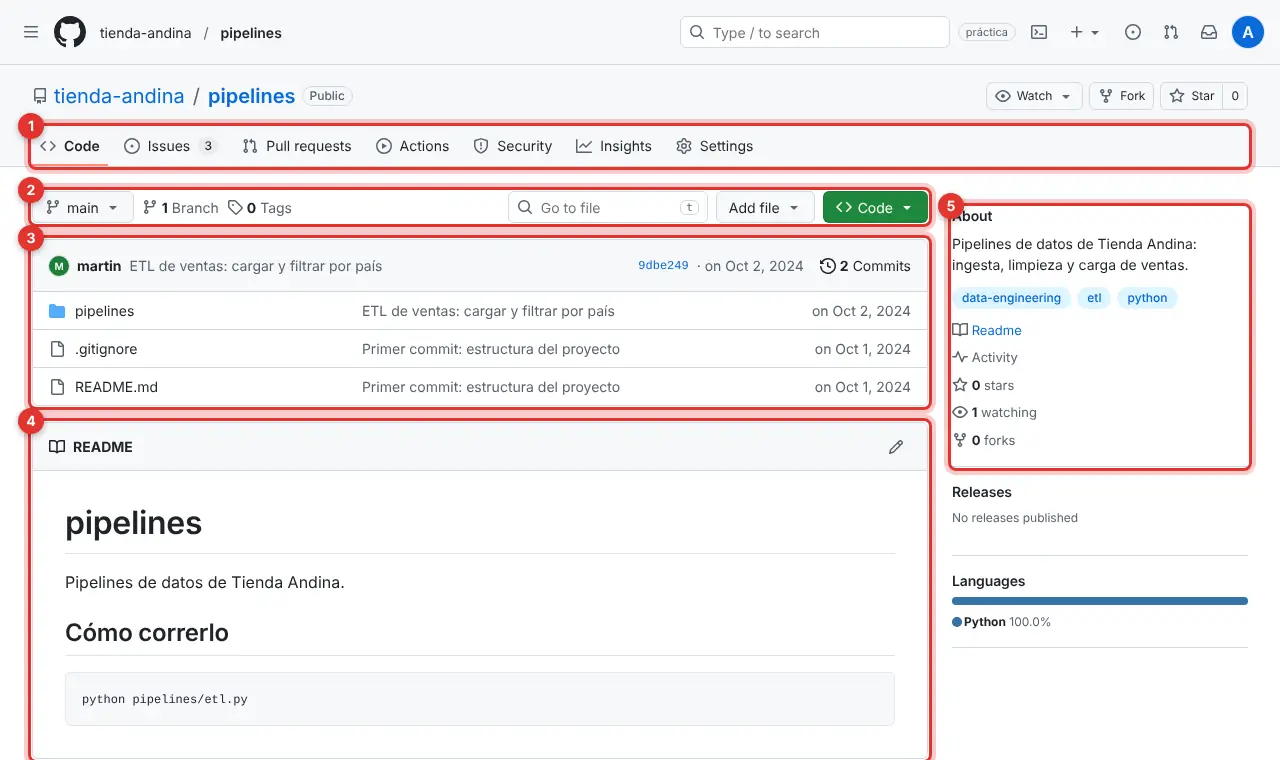 tienda-andina / pipelines
Type / to search
práctica
A
tienda-andina / pipelines Public
Watch Fork Star 0
1
Code Issues 3 Pull requests Actions Security Insights Settings
2
main 1 Branch 0 Tags Go to file t Add file Code
3
M martin ETL de ventas: cargar y filtrar por país 9dbe249 · on Oct 2, 2024 2 Commits
pipelines ETL de ventas: cargar y filtrar por país on Oct 2, 2024
.gitignore Primer commit: estructura del proyecto on Oct 1, 2024
README.md Primer commit: estructura del proyecto on Oct 1, 2024
4
README
pipelines
Pipelines de datos de Tienda Andina.
Cómo correrlo
python pipelines/etl.py
5
About
Pipelines de datos de Tienda Andina:
ingesta, limpieza y carga de ventas.
data-engineering etl python
Readme
Activity
0 stars
1 watching
0 forks
Releases
No releases published
Languages
Python 100.0%